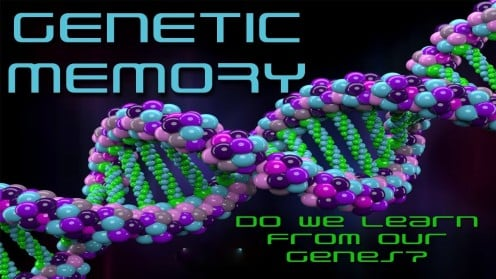 GENETIC
MEMORY
Do we learn
from our
genes?